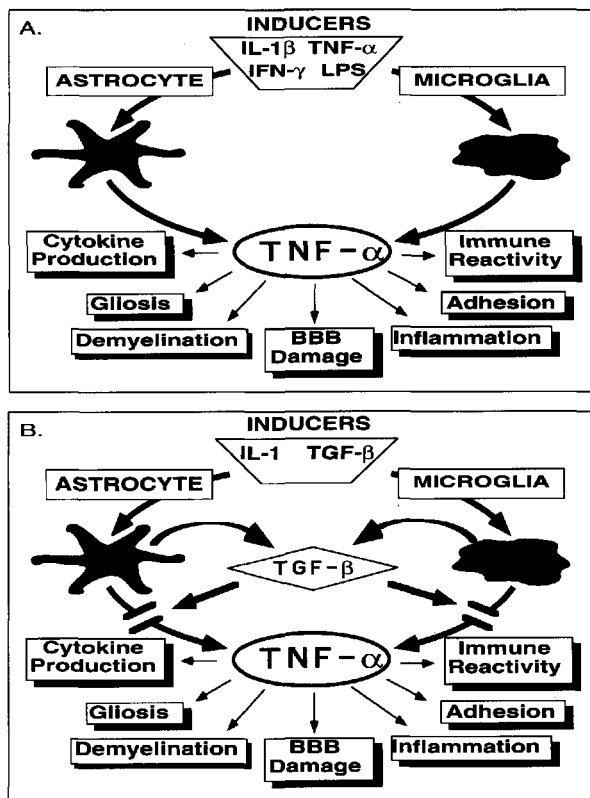 A.
INDUCERS
IL-1β TNF-α
IFN-γ LPS
ASTROCYTE
MICROGLIA
TNF-α
Cytokine
Production
Immune
Reactivity
Gliosis
Adhesion
Demyelination
BBB
Damage
Inflammation
B.
INDUCERS
IL-1 TGF-β
ASTROCYTE
MICROGLIA
TGF-β
TNF-α
Cytokine
Production
Immune
Reactivity
Gliosis
Adhesion
Demyelination
BBB
Damage
Inflammation